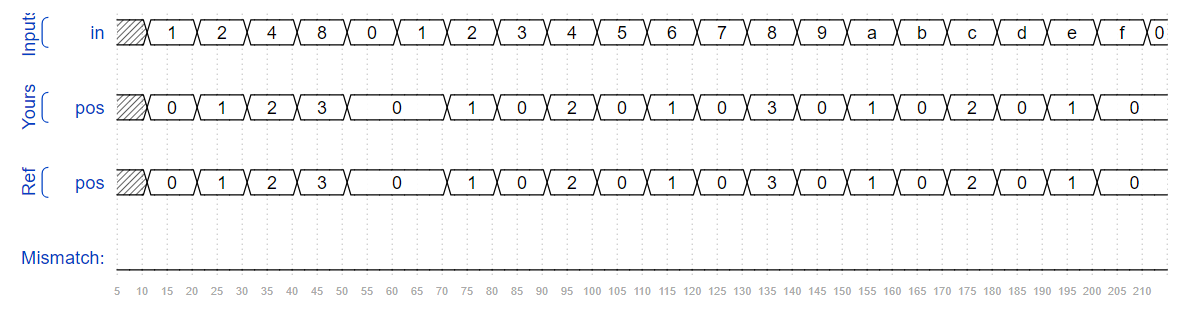 Inputs in 1 2 4 8 0 1 2 3 4 5 6 7 8 9 a b c d e f 0
Yours pos 0 1 2 3 0 1 0 2 0 1 0 3 0 1 0 2 0 1 0
Ref pos 0 1 2 3 0 1 0 2 0 1 0 3 0 1 0 2 0 1 0
Mismatch:
5 10 15 20 25 30 35 40 45 50 55 60 65 70 75 80 85 90 95 100 105 110 115 120 125 130 135 140 145 150 155 160 165 170 175 180 185 190 195 200 205 210